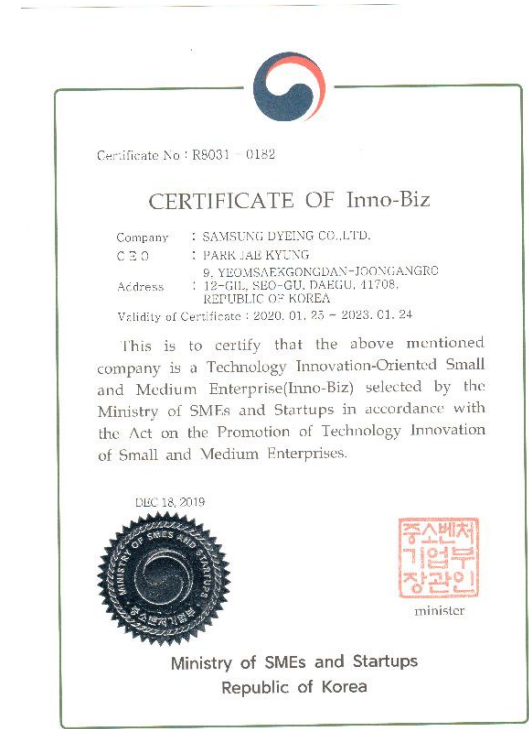 Certificate No : R8031 - 0182
CERTIFICATE OF Inno-Biz
Company : SAMSUNG DYEING CO.,LTD.
C E O : PARK JAE KYUNG
9, YEOMSAEKGONGDAN-JOONGANGRO
Address : 12-GIL, SEO-GU, DAEGU, 41708,
REPUBLIC OF KOREA
Validity of Certificate : 2020. 01. 25 ~ 2023. 01. 24
This is to certify that the above mentioned
company is a Technology Innovation-Oriented Small
and Medium Enterprise(Inno-Biz) selected by the
Ministry of SMEs and Startups in accordance with
the Act on the Promotion of Technology Innovation
of Small and Medium Enterprises.
DEC 18, 2019
MINISTRY OF SMES AND STARTUPS
중소벤처기업부
중소벤처
기업부
장관인
minister
Ministry of SMEs and Startups
Republic of Korea